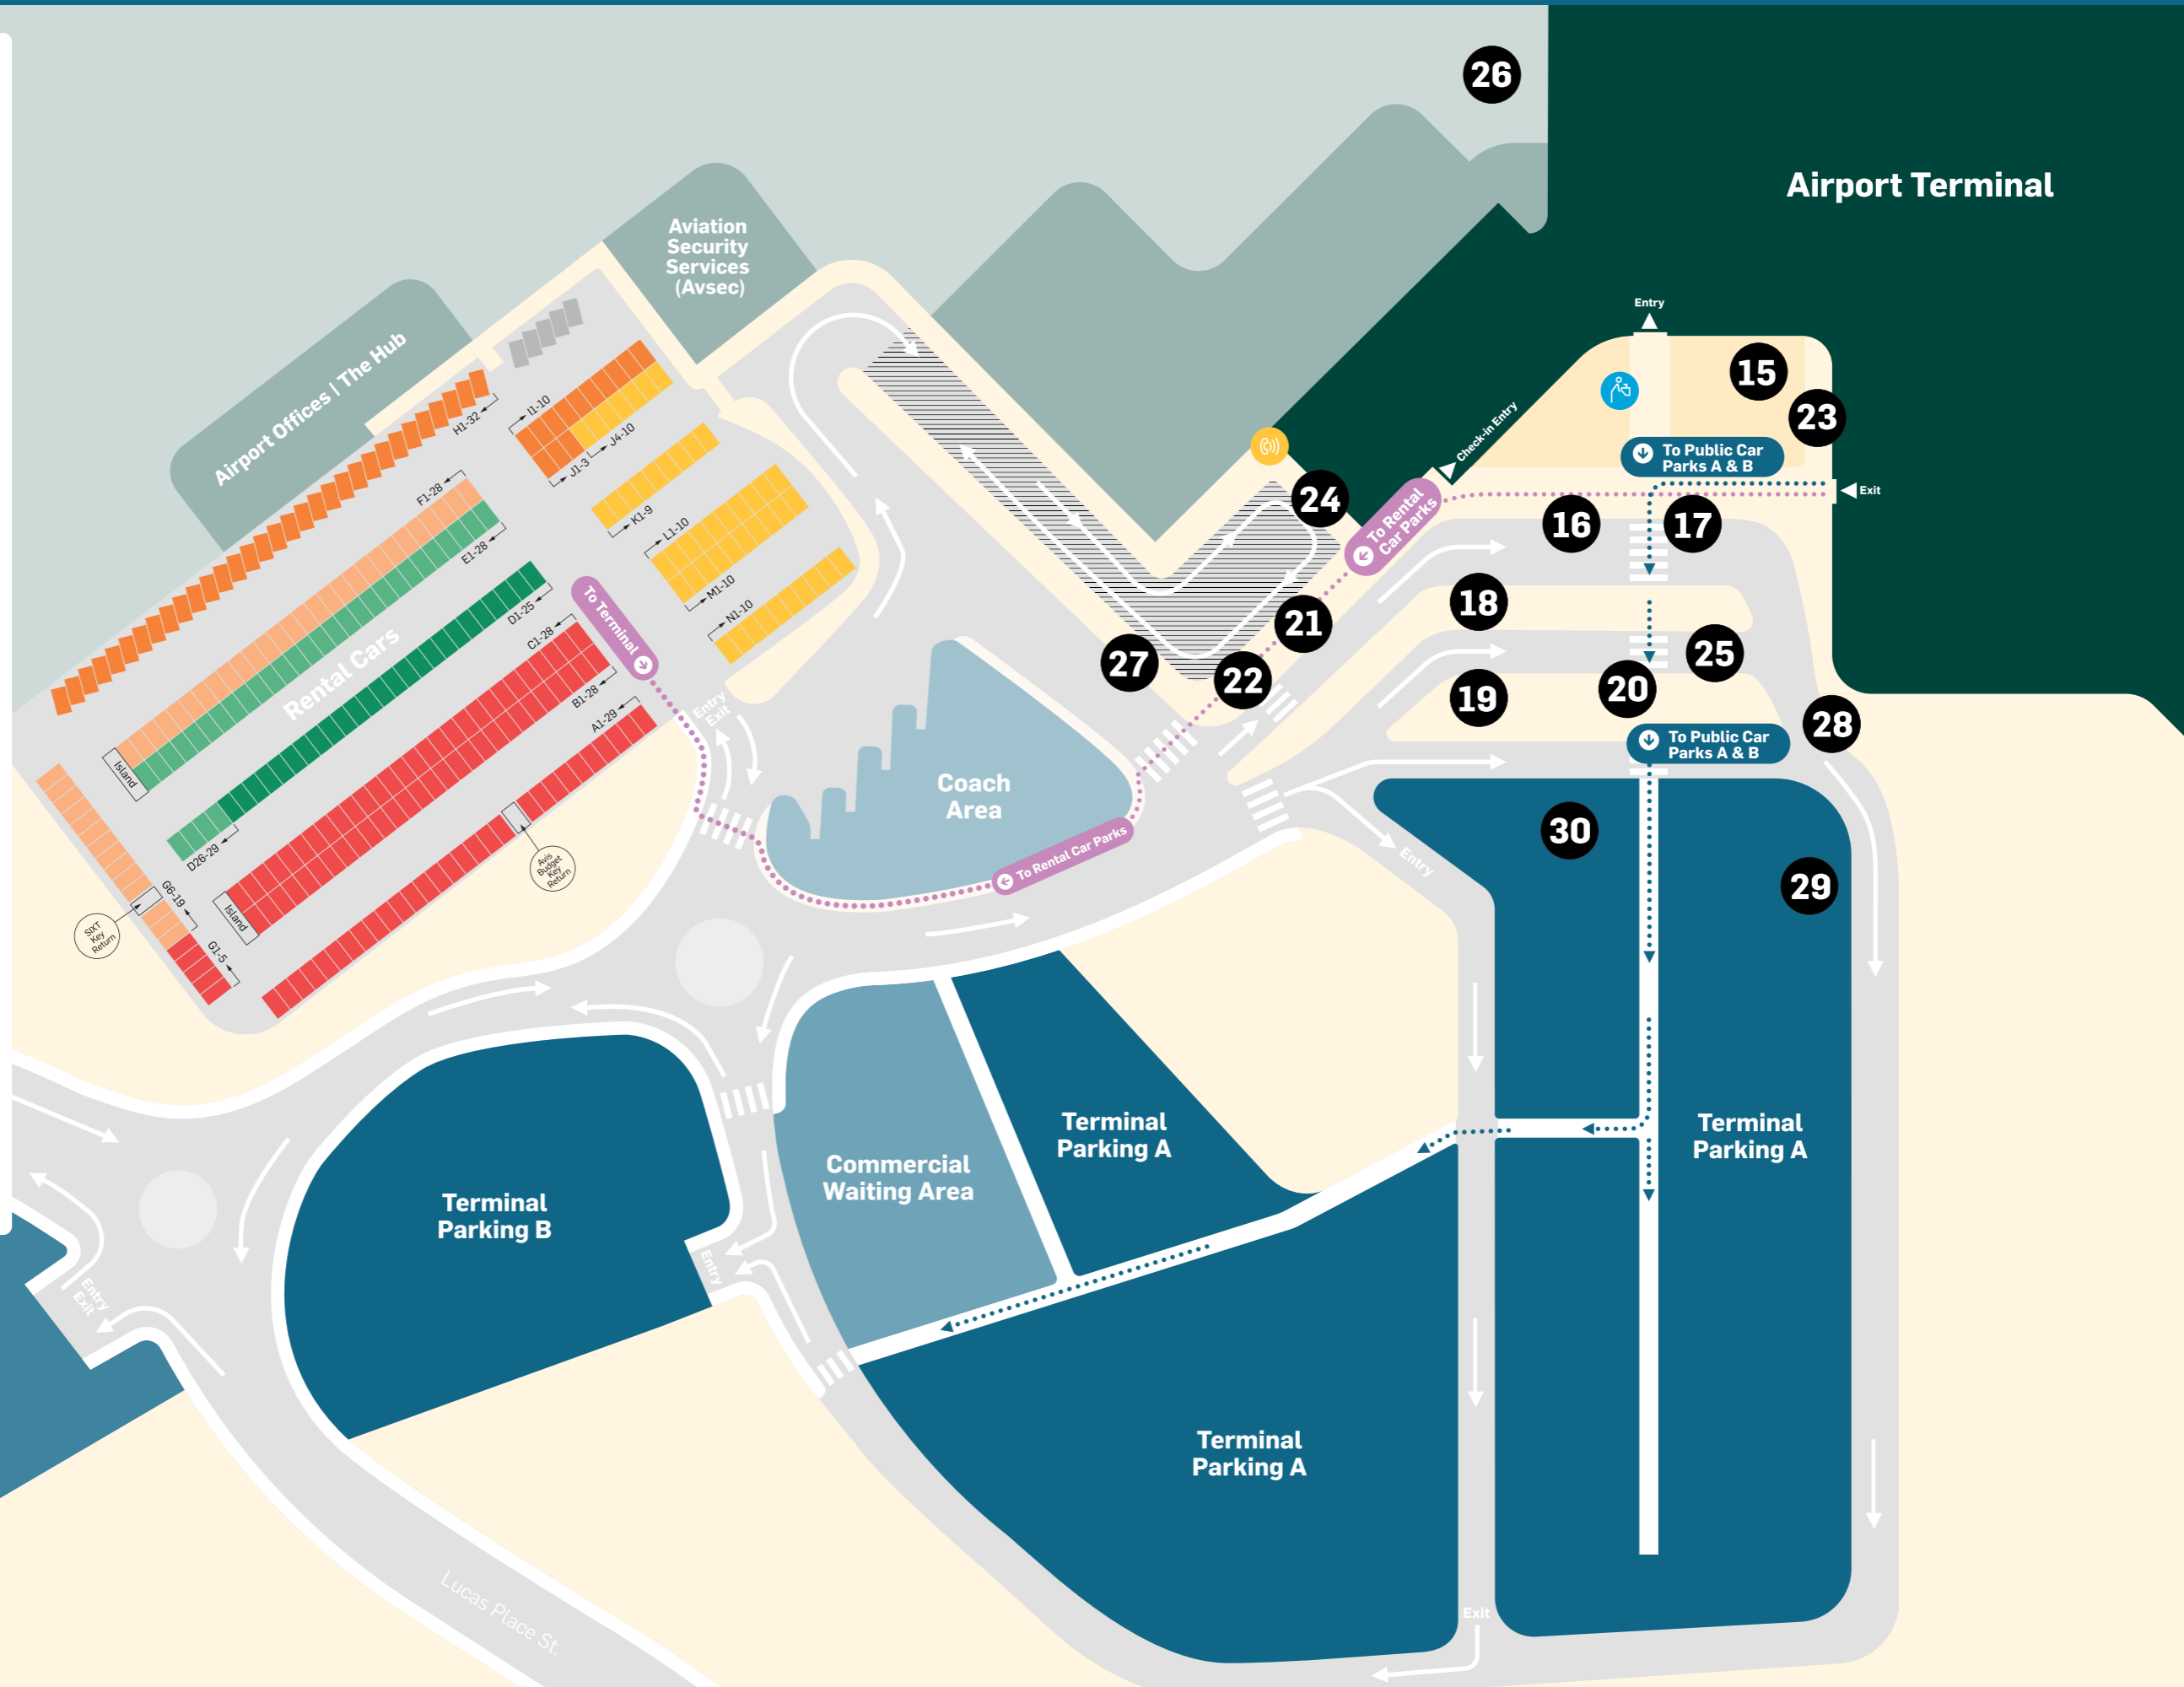 26
Airport Terminal
Aviation
Security
Services
(Avsec)
Entry
15
23
Airport Offices | The Hub
Check-in Entry
To Public Car
Parks A & B
Exit
H1-32
I1-10
J4-10
J1-3
K1-9
L1-10
M1-10
N1-10
F1-28
E1-28
D1-25
C1-28
B1-28
A1-29
Rental Cars
To Terminal
24
To Rental
Car Parks
16
17
18
21
27
22
25
20
19
28
Entry
Exit
To Public Car
Parks A & B
Island
D26-29
Avis
Budget
Key
Return
G6-19
SIXT
Key
Return
Island
G1-5
Coach
Area
To Rental Car Parks
30
29
Entry
Terminal
Parking A
Terminal
Parking A
Commercial
Waiting Area
Terminal
Parking B
Entry
Entry
Exit
Terminal
Parking A
Lucas Place St.
Exit